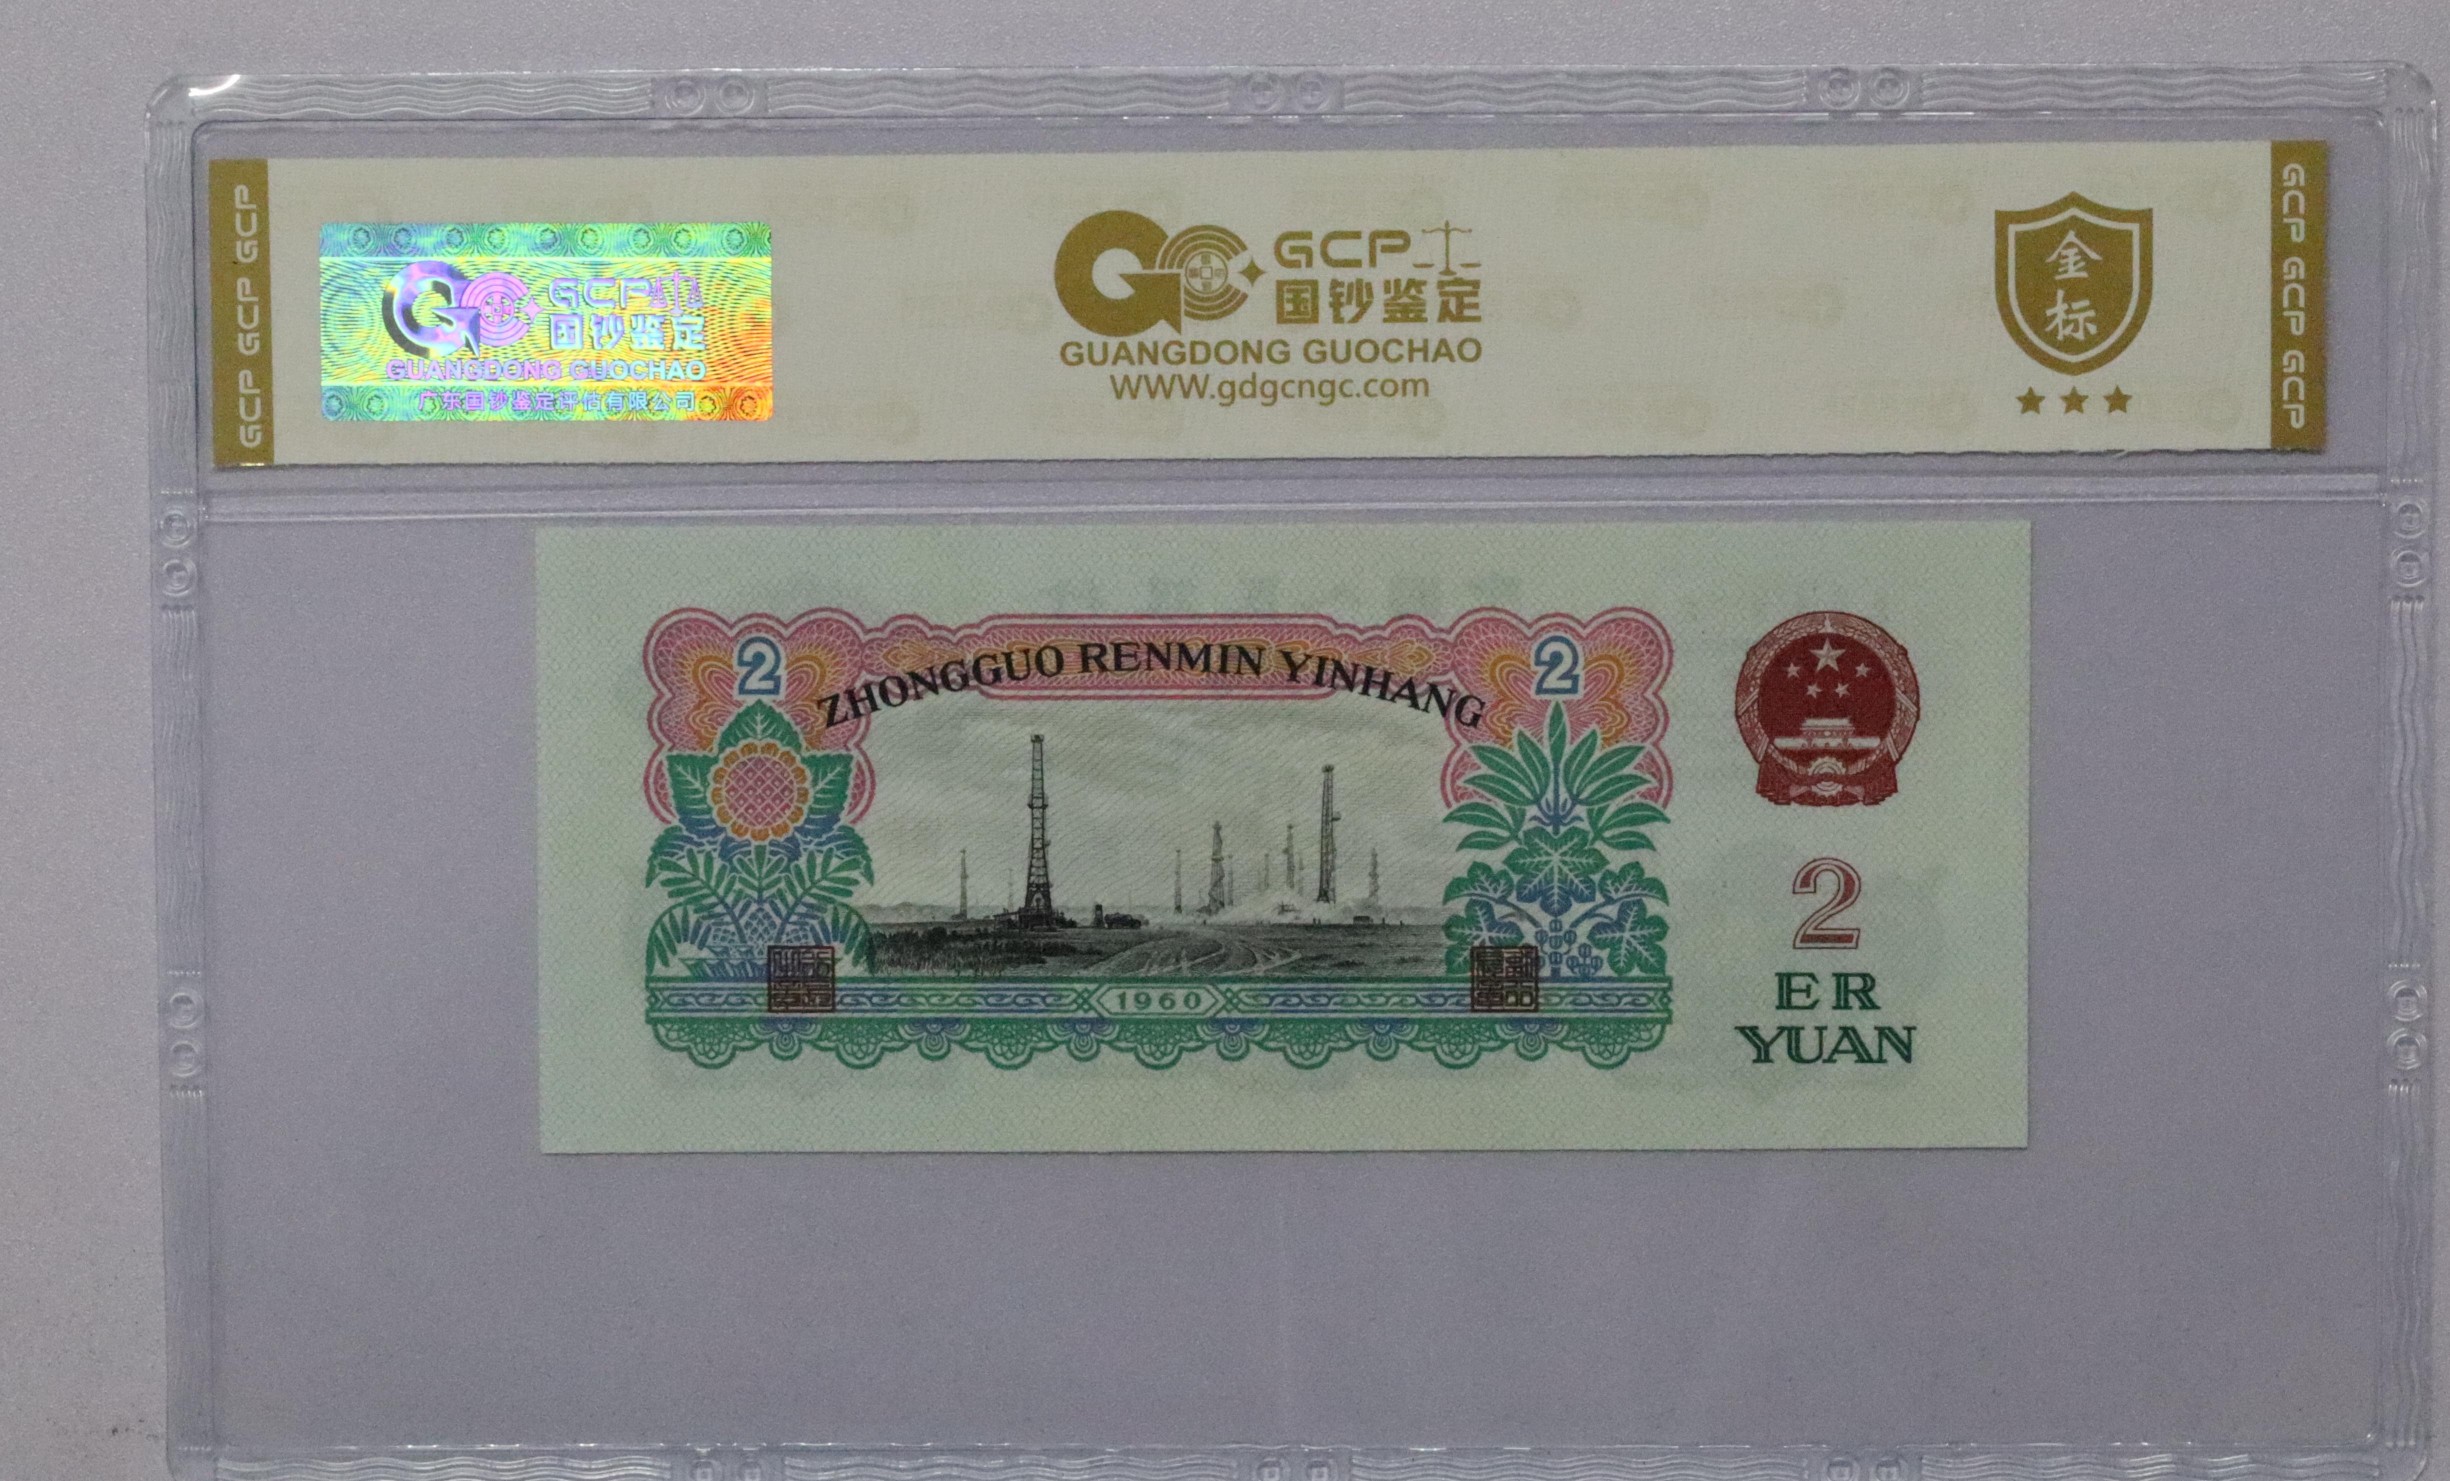 GCP GCP GCP
GCP
国钞鉴定
GUANGDONG GUOCHAO
广东国钞鉴定评估有限公司
GCP
国钞鉴定
GUANGDONG GUOCHAO
WWW.gdgcngc.com
金
标
GCP GCP GCP
2
ZHONGGUO RENMIN YINHANG
2
1960
2
ER
YUAN